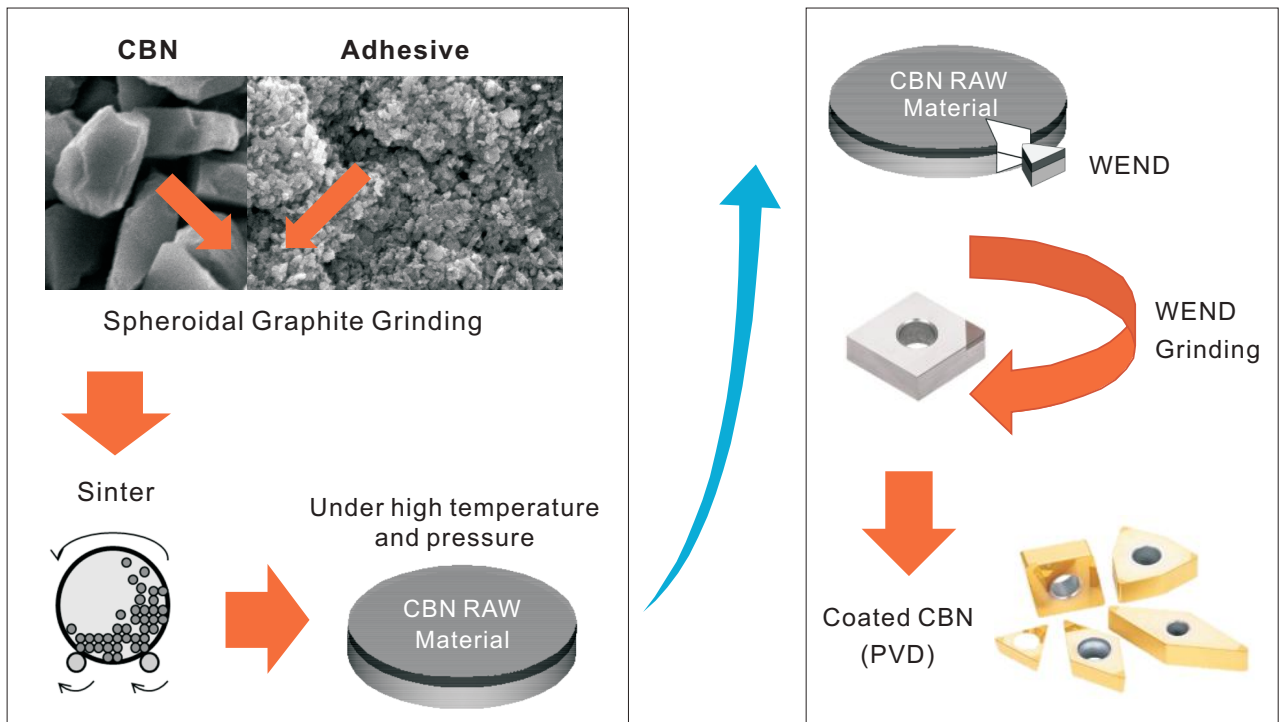 CBN
Adhesive
Spheroidal Graphite Grinding
Sinter
Under high temperature
and pressure
CBN RAW
Material
CBN RAW
Material
WEND
WEND
Grinding
Coated CBN
(PVD)